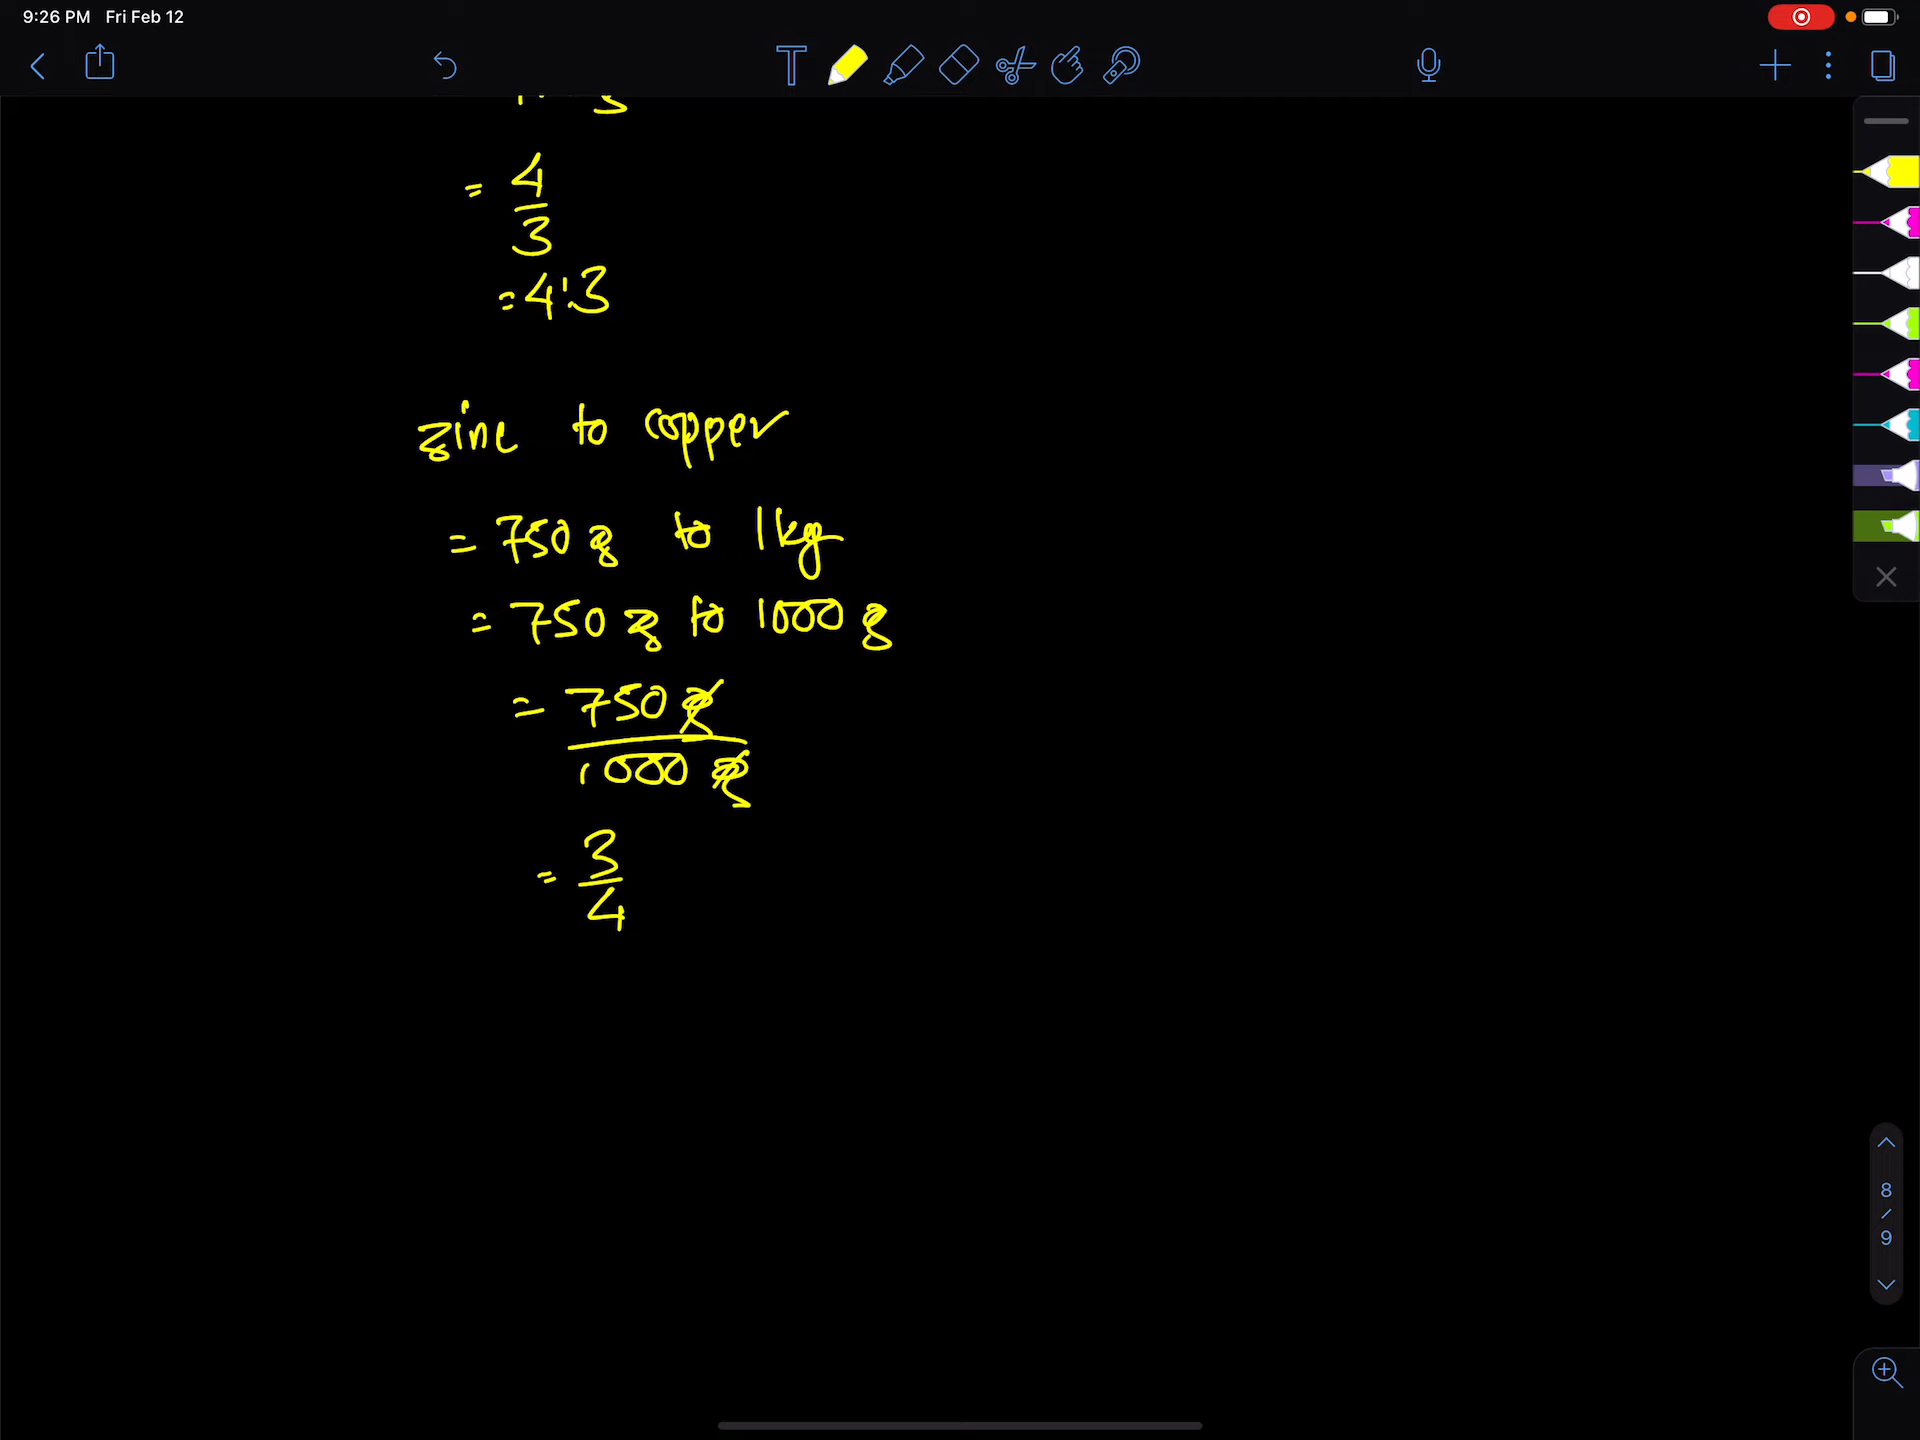 9:26 PM Fri Feb 12
T
= 4
3
= 4:3
zinc to copper
= 750 g to 1kg
= 750 g to 1000 g
= 750 g
1000 g
= 3
4
8
/
9